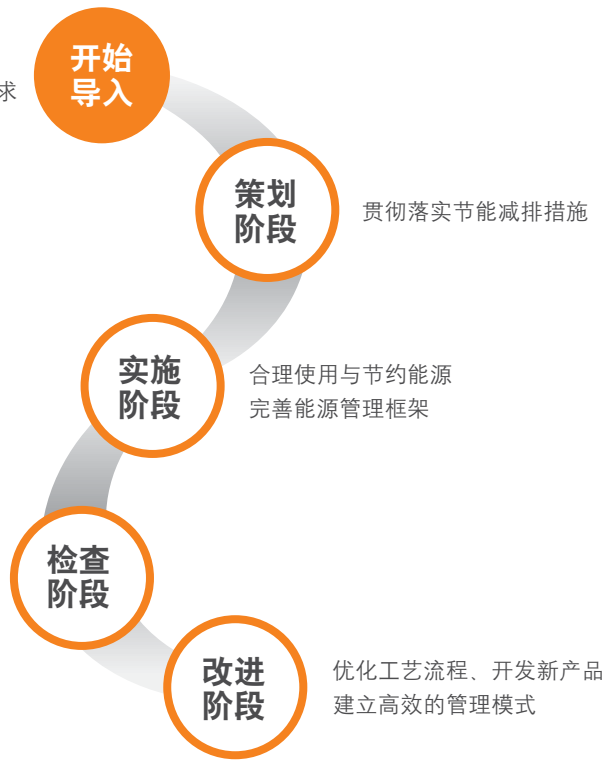 开始
导入
求
策划
阶段
贯彻落实节能减排措施
实施
阶段
合理使用与节约能源
完善能源管理框架
检查
阶段
改进
阶段
优化工艺流程、开发新产品
建立高效的管理模式